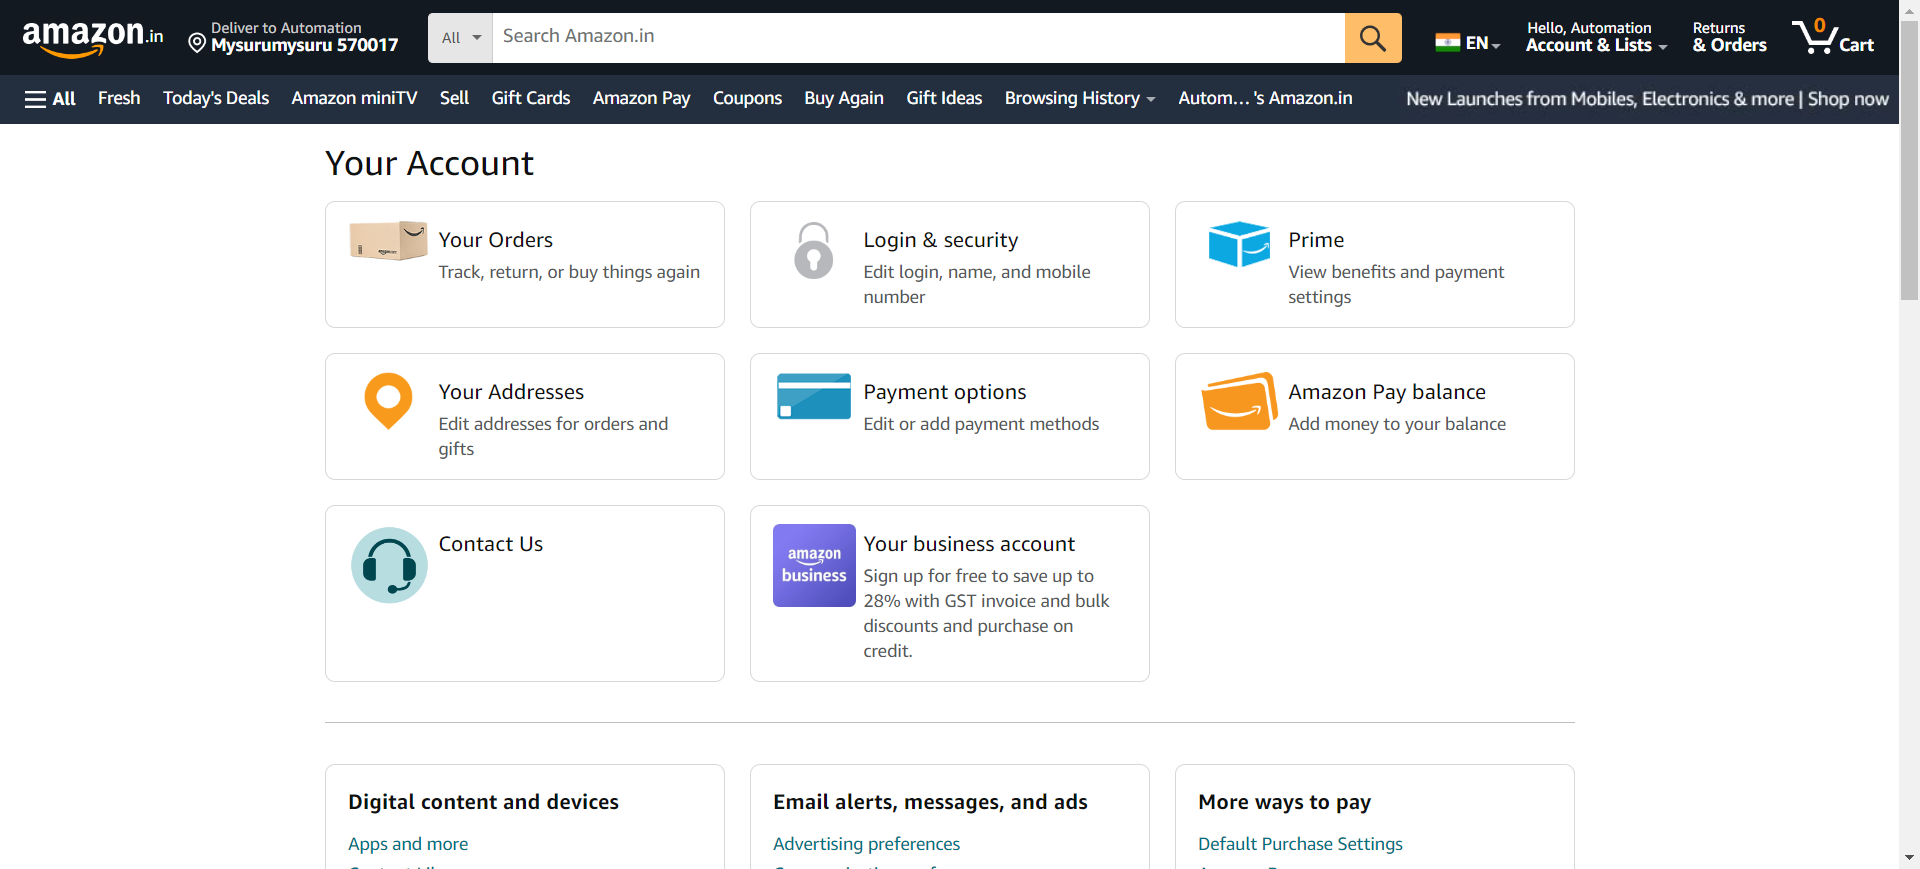 amazon.in
Deliver to Automation
Mysurumysuru 570017
All
Search Amazon.in
EN
Hello, Automation
Account & Lists
Returns
& Orders
0
Cart
All
Fresh
Today's Deals
Amazon miniTV
Sell
Gift Cards
Amazon Pay
Coupons
Buy Again
Gift Ideas
Browsing History
Autom... 's Amazon.in
New Launches from Mobiles, Electronics & more | Shop now
Your Account
Your Orders
Track, return, or buy things again
Login & security
Edit login, name, and mobile
number
Prime
View benefits and payment
settings
Your Addresses
Edit addresses for orders and
gifts
Payment options
Edit or add payment methods
Amazon Pay balance
Add money to your balance
Contact Us
amazon
business
Your business account
Sign up for free to save up to
28% with GST invoice and bulk
discounts and purchase on
credit.
Digital content and devices
Apps and more
Email alerts, messages, and ads
Advertising preferences
More ways to pay
Default Purchase Settings